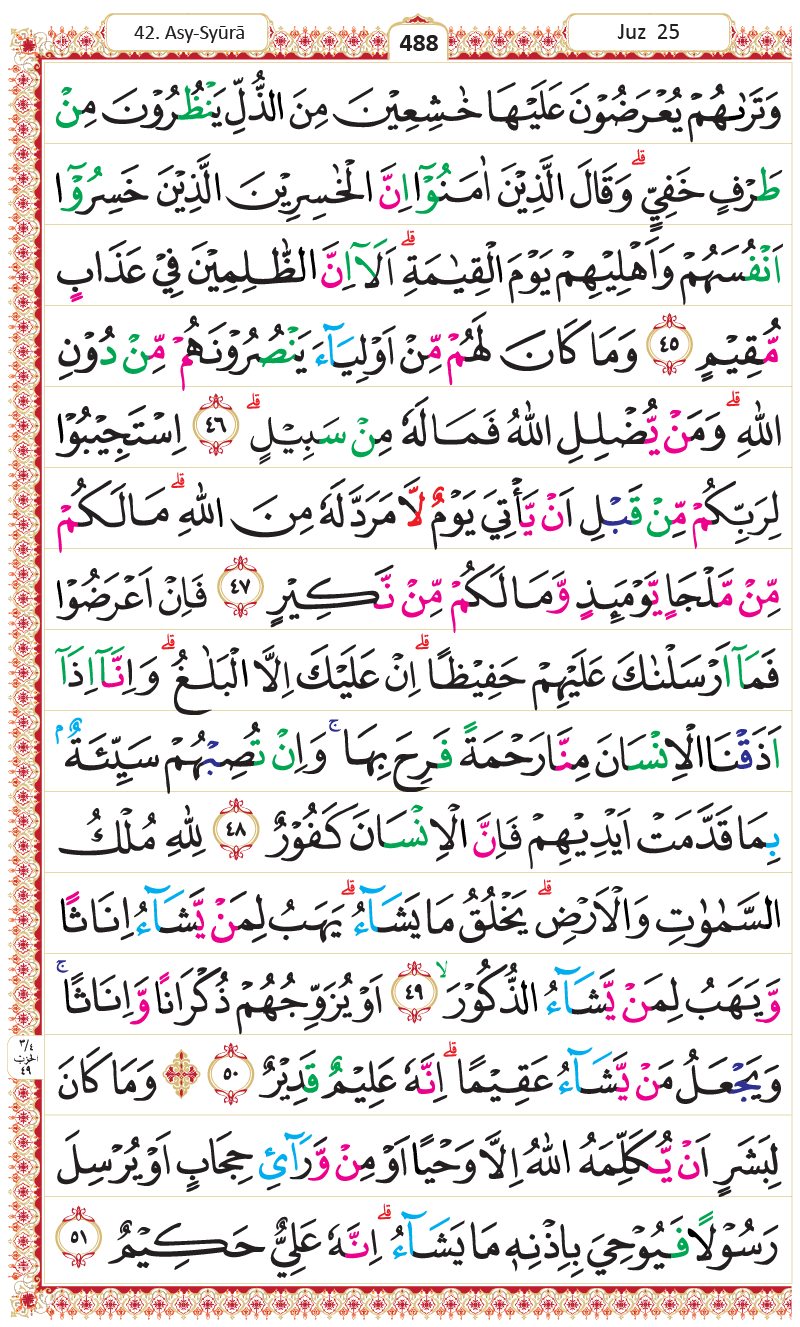 42. Asy-Syūrā
488
Juz 25
وَتَرٰىهُمْ يُعْرَضُوْنَ عَلَيْهَا خٰشِعِيْنَ مِنَ الذُّلِّ يَنْظُرُوْنَ مِنْ
طَرْفٍ خَفِيٍّۗ وَقَالَ الَّذِيْنَ اٰمَنُوْٓا اِنَّ الْخٰسِرِيْنَ الَّذِيْنَ خَسِرُوْٓا
اَنْفُسَهُمْ وَاَهْلِيْهِمْ يَوْمَ الْقِيٰمَةِۗ اَلَآ اِنَّ الظّٰلِمِيْنَ فِيْ عَذَابٍ
مُّقِيْمٍ ٤٥ وَمَا كَانَ لَهُمْ مِّنْ اَوْلِيَاۤءَ يَنْصُرُوْنَهُمْ مِّنْ دُوْنِ
اللّٰهِۗ وَمَنْ يُّضْلِلِ اللّٰهُ فَمَا لَهٗ مِنْ سَبِيْلٍۗ ٤٦ اِسْتَجِيْبُوْا
لِرَبِّكُمْ مِّنْ قَبْلِ اَنْ يَّأْتِيَ يَوْمٌ لَّا مَرَدَّ لَهٗ مِنَ اللّٰهِۗ مَا لَكُمْ
مِّنْ مَّلْجَاٍ يَّوْمَىِٕذٍ وَّمَا لَكُمْ مِّنْ نَّكِيْرٍ ٤٧ فَاِنْ اَعْرَضُوْا
فَمَآ اَرْسَلْنٰكَ عَلَيْهِمْ حَفِيْظًاۗ اِنْ عَلَيْكَ اِلَّا الْبَلٰغُۗ وَاِنَّآ اِذَآ
اَذَقْنَا الْاِنْسَانَ مِنَّا رَحْمَةً فَرِحَ بِهَاۚ وَاِنْ تُصِبْهُمْ سَيِّئَةٌ ۢ
بِمَا قَدَّمَتْ اَيْدِيْهِمْ فَاِنَّ الْاِنْسَانَ كَفُوْرٌ ٤٨ لِلّٰهِ مُلْكُ
السَّمٰوٰتِ وَالْاَرْضِۗ يَخْلُقُ مَا يَشَاۤءُۗ يَهَبُ لِمَنْ يَّشَاۤءُ اِنَاثًا
وَّيَهَبُ لِمَنْ يَّشَاۤءُ الذُّكُوْرَۙ ٤٩ اَوْ يُزَوِّجُهُمْ ذُكْرَانًا وَّاِنَاثًاۚ
٣/٤
الحزب
٤٩
وَيَجْعَلُ مَنْ يَّشَاۤءُ عَقِيْمًاۗ اِنَّهٗ عَلِيْمٌ قَدِيْرٌ ٥٠ ۞ وَمَا كَانَ
لِبَشَرٍ اَنْ يُّكَلِّمَهُ اللّٰهُ اِلَّا وَحْيًا اَوْ مِنْ وَّرَاۤئِ حِجَابٍ اَوْ يُرْسِلَ
رَسُوْلًا فَيُوْحِيَ بِاِذْنِهٖ مَا يَشَاۤءُۗ اِنَّهٗ عَلِيٌّ حَكِيْمٌ ٥١